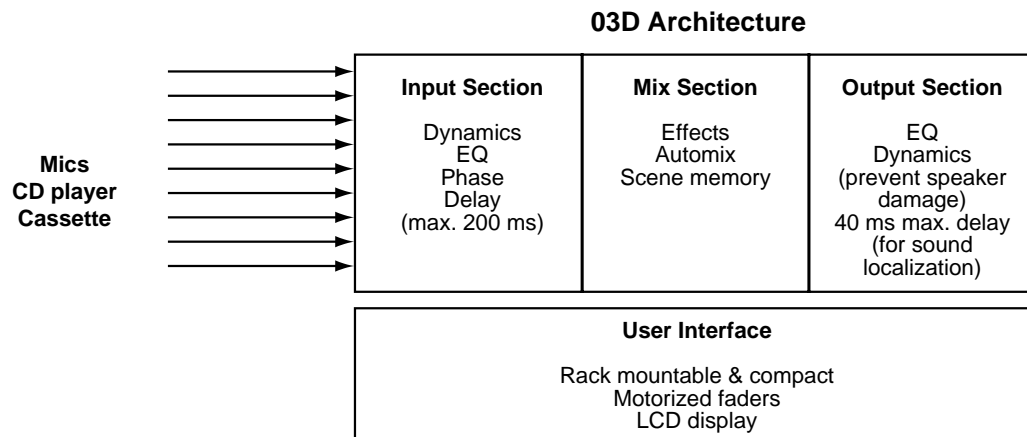 03D Architecture
Mics
CD player
Cassette
Input Section
Dynamics
EQ
Phase
Delay
(max. 200 ms)
Mix Section
Effects
Automix
Scene memory
Output Section
EQ
Dynamics
(prevent speaker
damage)
40 ms max. delay
(for sound
localization)
User Interface
Rack mountable & compact
Motorized faders
LCD display